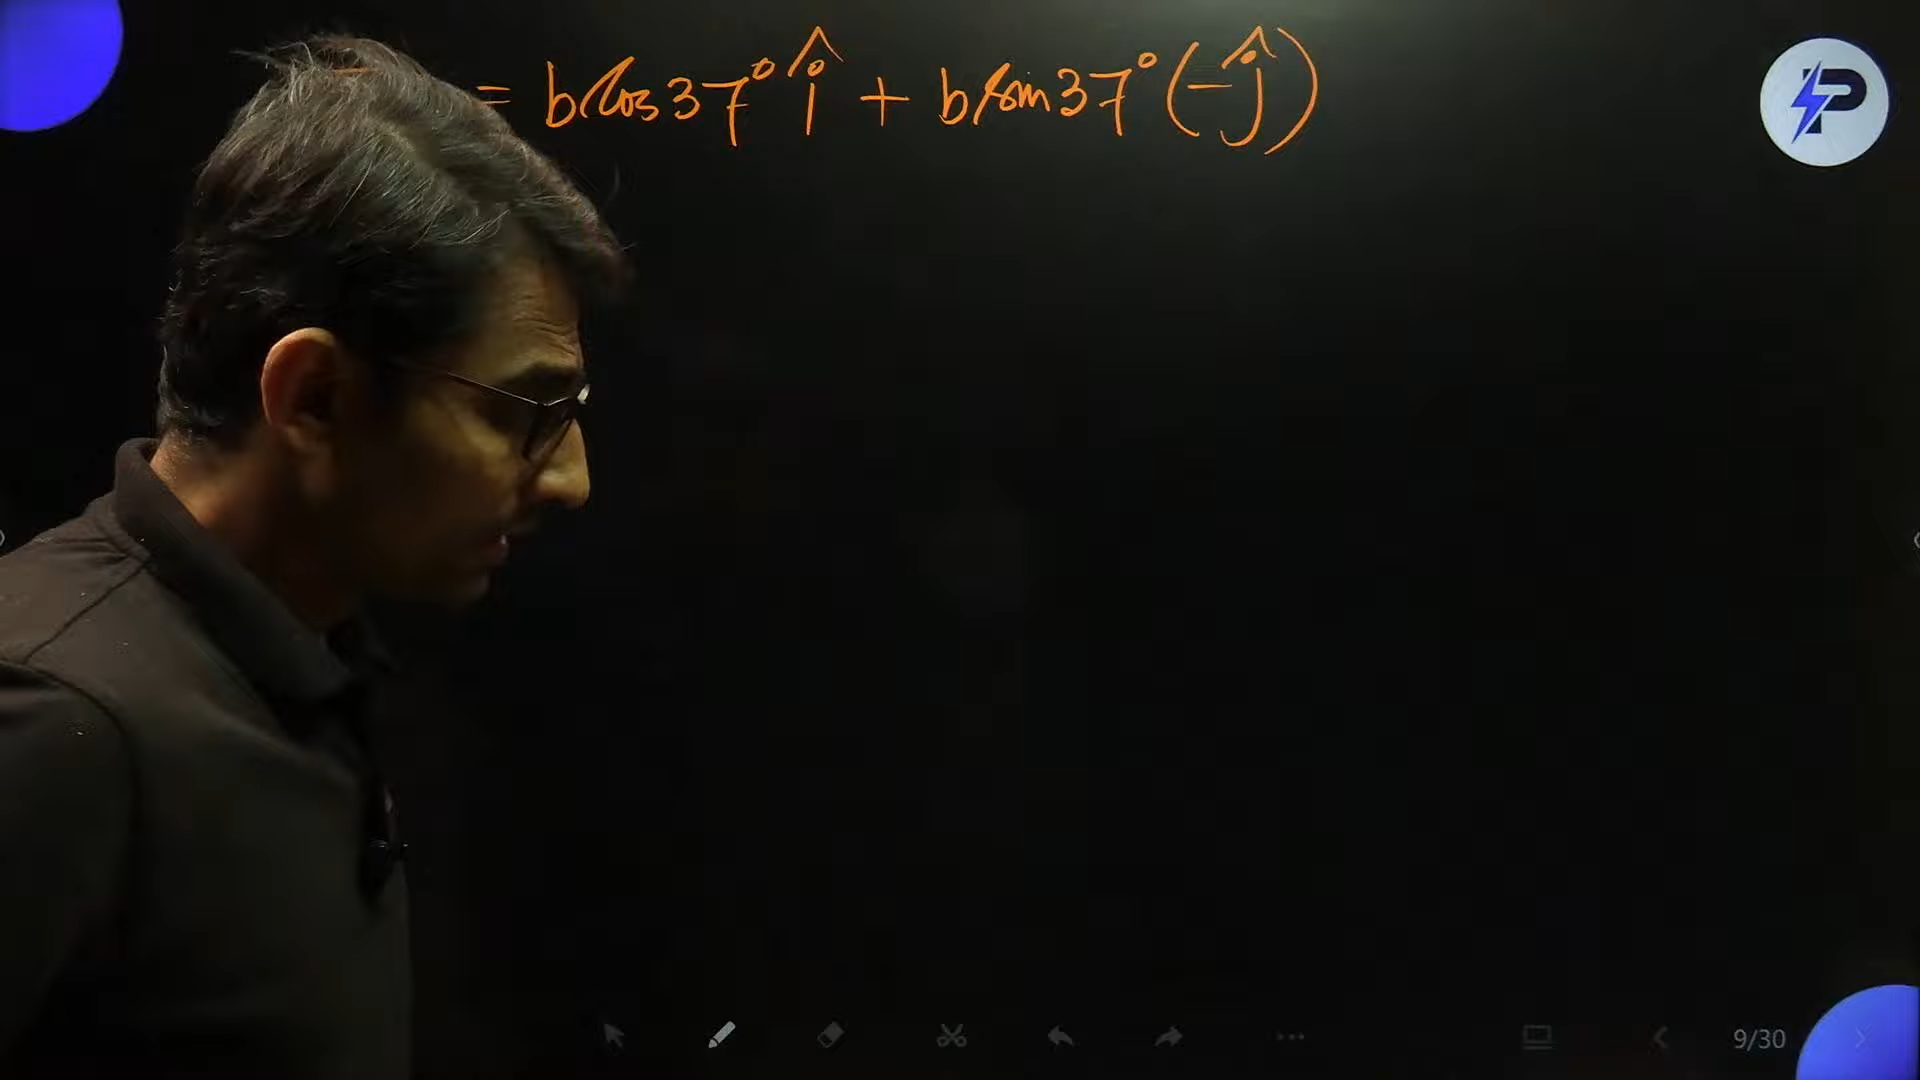 = b cos 37° î + b sin 37° (-ĵ)
P
9/30